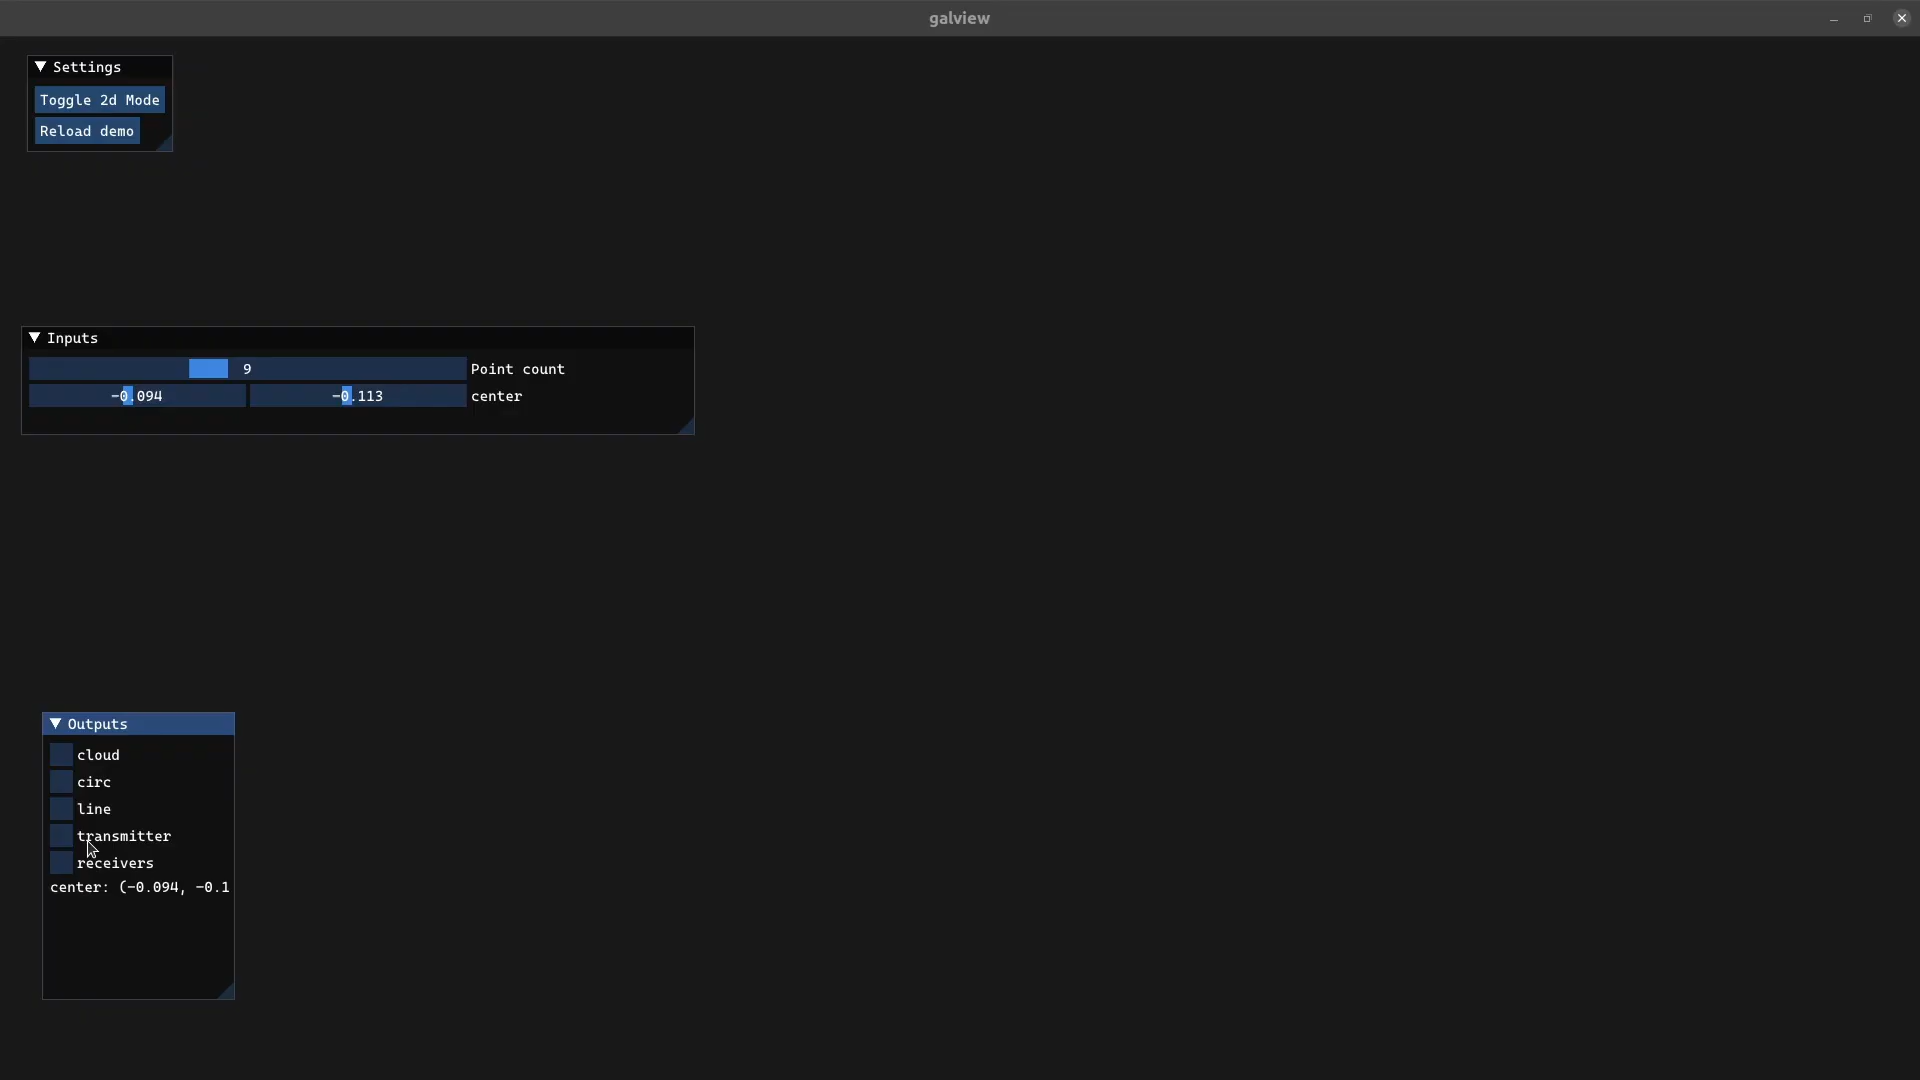 galview
Settings
Toggle 2d Mode
Reload demo
Inputs
9 Point count
-0.094 -0.113 center
Outputs
cloud
circ
line
transmitter
receivers
center: (-0.094, -0.1